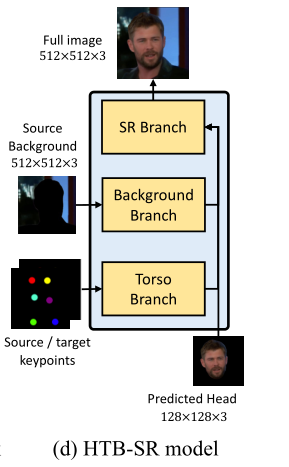 Full image
512×512×3
SR Branch
Source
Background
512×512×3
Background
Branch
Torso
Branch
Source / target
keypoints
Predicted Head
128×128×3
(d) HTB-SR model